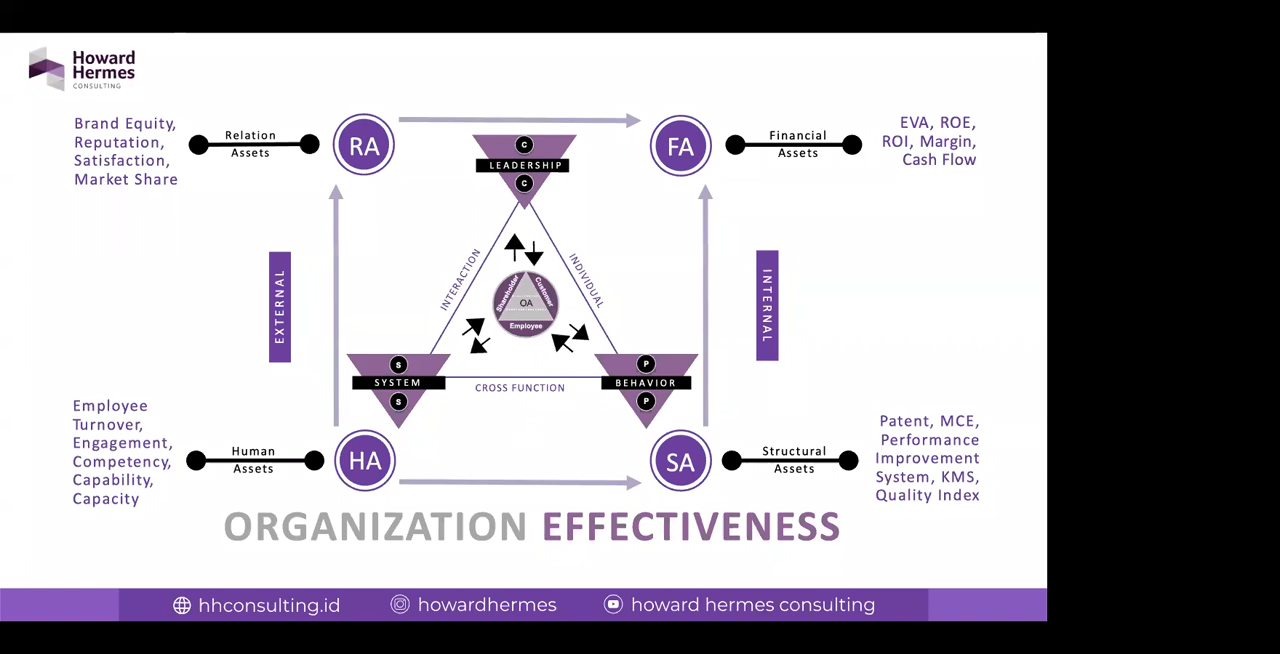 Howard
Hermes
CONSULTING
Brand Equity,
Reputation,
Satisfaction,
Market Share
Relation
Assets
RA
C
LEADERSHIP
C
FA
Financial
Assets
EVA, ROE,
ROI, Margin,
Cash Flow
EXTERNAL
INTERACTION
INDIVIDUAL
Shareholder
Customer
OA
Employee
INTERNAL
S
SYSTEM
S
CROSS FUNCTION
P
BEHAVIOR
P
Employee
Turnover,
Engagement,
Competency,
Capability,
Capacity
Human
Assets
HA
SA
Structural
Assets
Patent, MCE,
Performance
Improvement
System, KMS,
Quality Index
ORGANIZATION EFFECTIVENESS
hhconsulting.id
howardhermes
howard hermes consulting